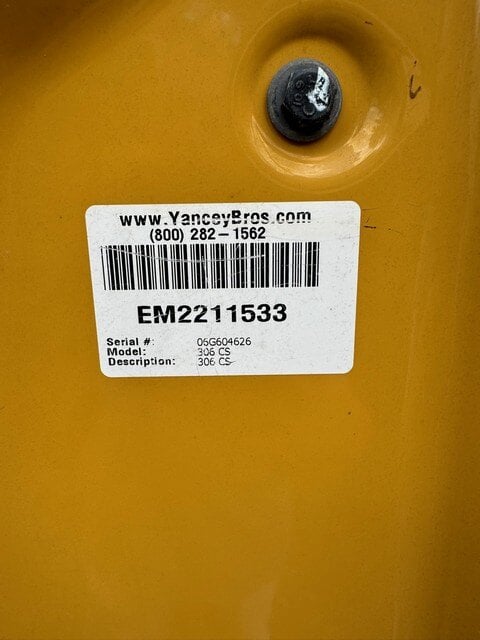 www.YanceyBros.com
(800) 282-1562
EM2211533
Serial #: 06G604626
Model: 306 CS
Description: 306 CS